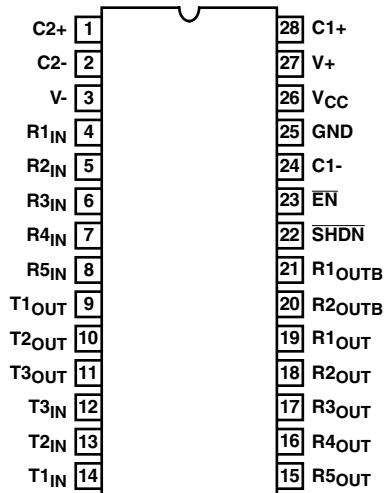 C2+ 1 28 C1+
C2- 2 27 V+
V- 3 26 VCC
R1IN 4 25 GND
R2IN 5 24 C1-
R3IN 6 23 EN
R4IN 7 22 SHDN
R5IN 8 21 R1OUTB
T1OUT 9 20 R2OUTB
T2OUT 10 19 R1OUT
T3OUT 11 18 R2OUT
T3IN 12 17 R3OUT
T2IN 13 16 R4OUT
T1IN 14 15 R5OUT